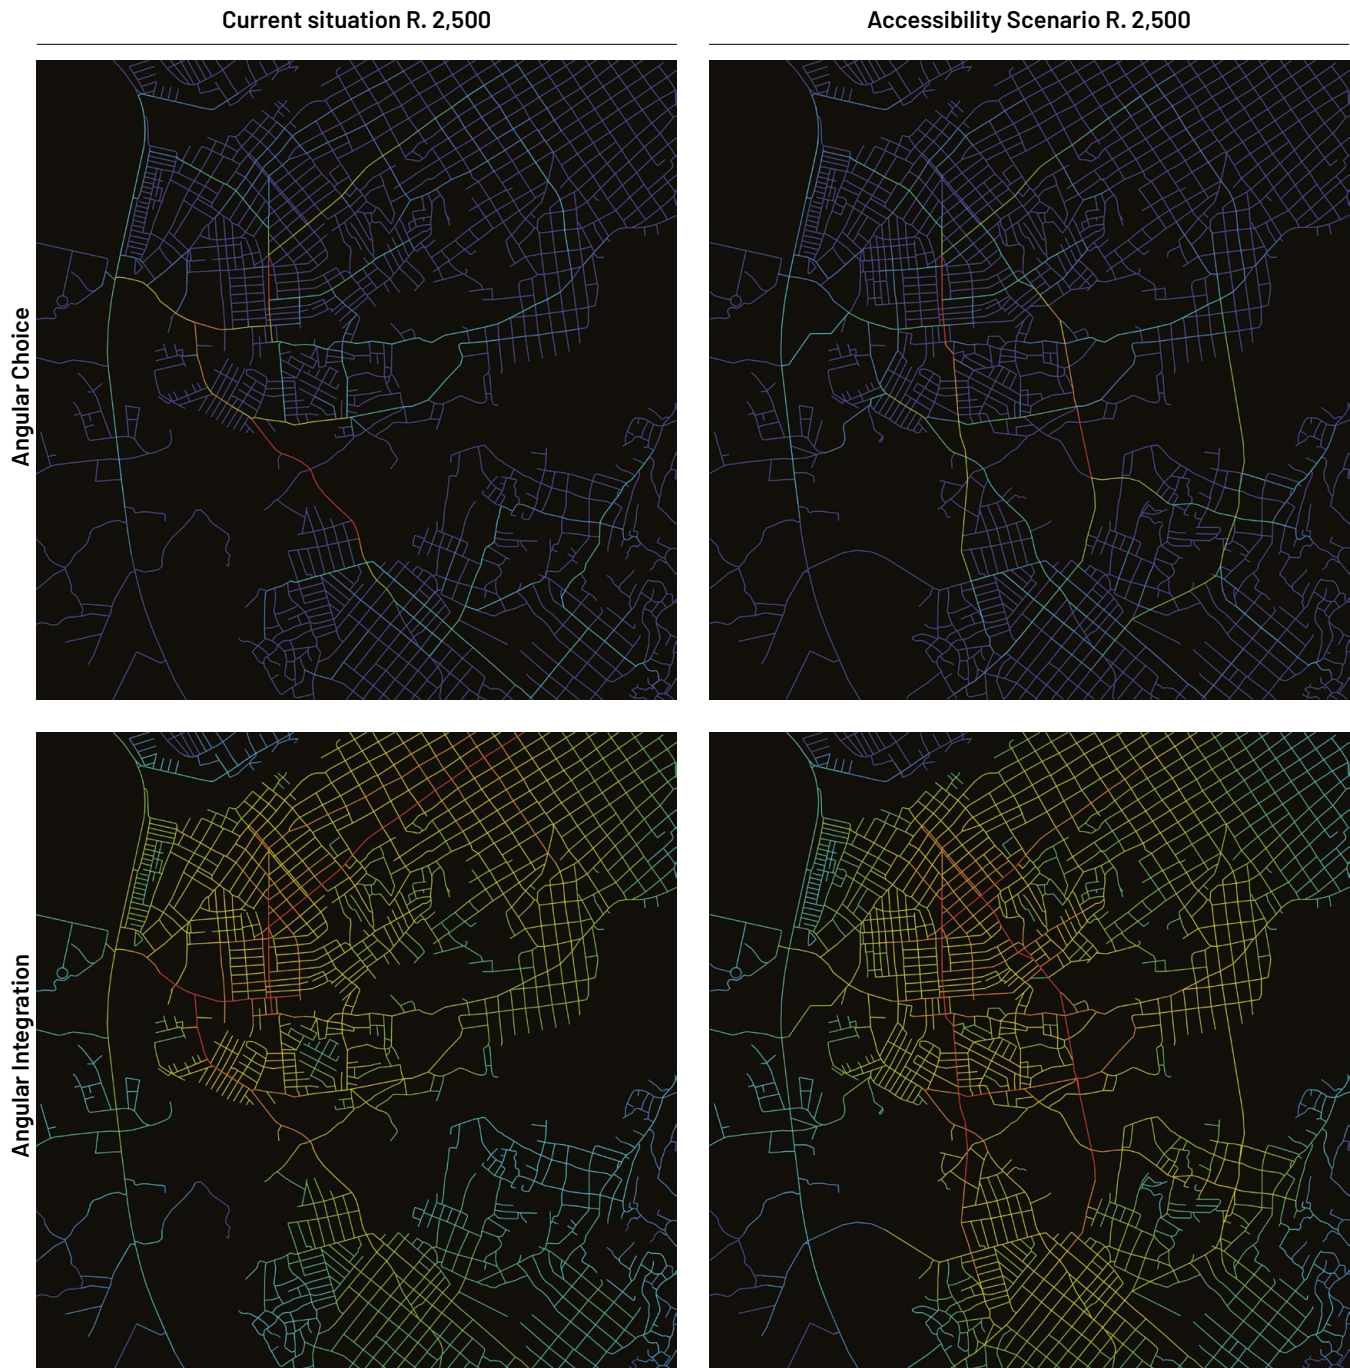 Current situation R. 2,500
Accessibility Scenario R. 2,500
Angular Choice
Angular Integration